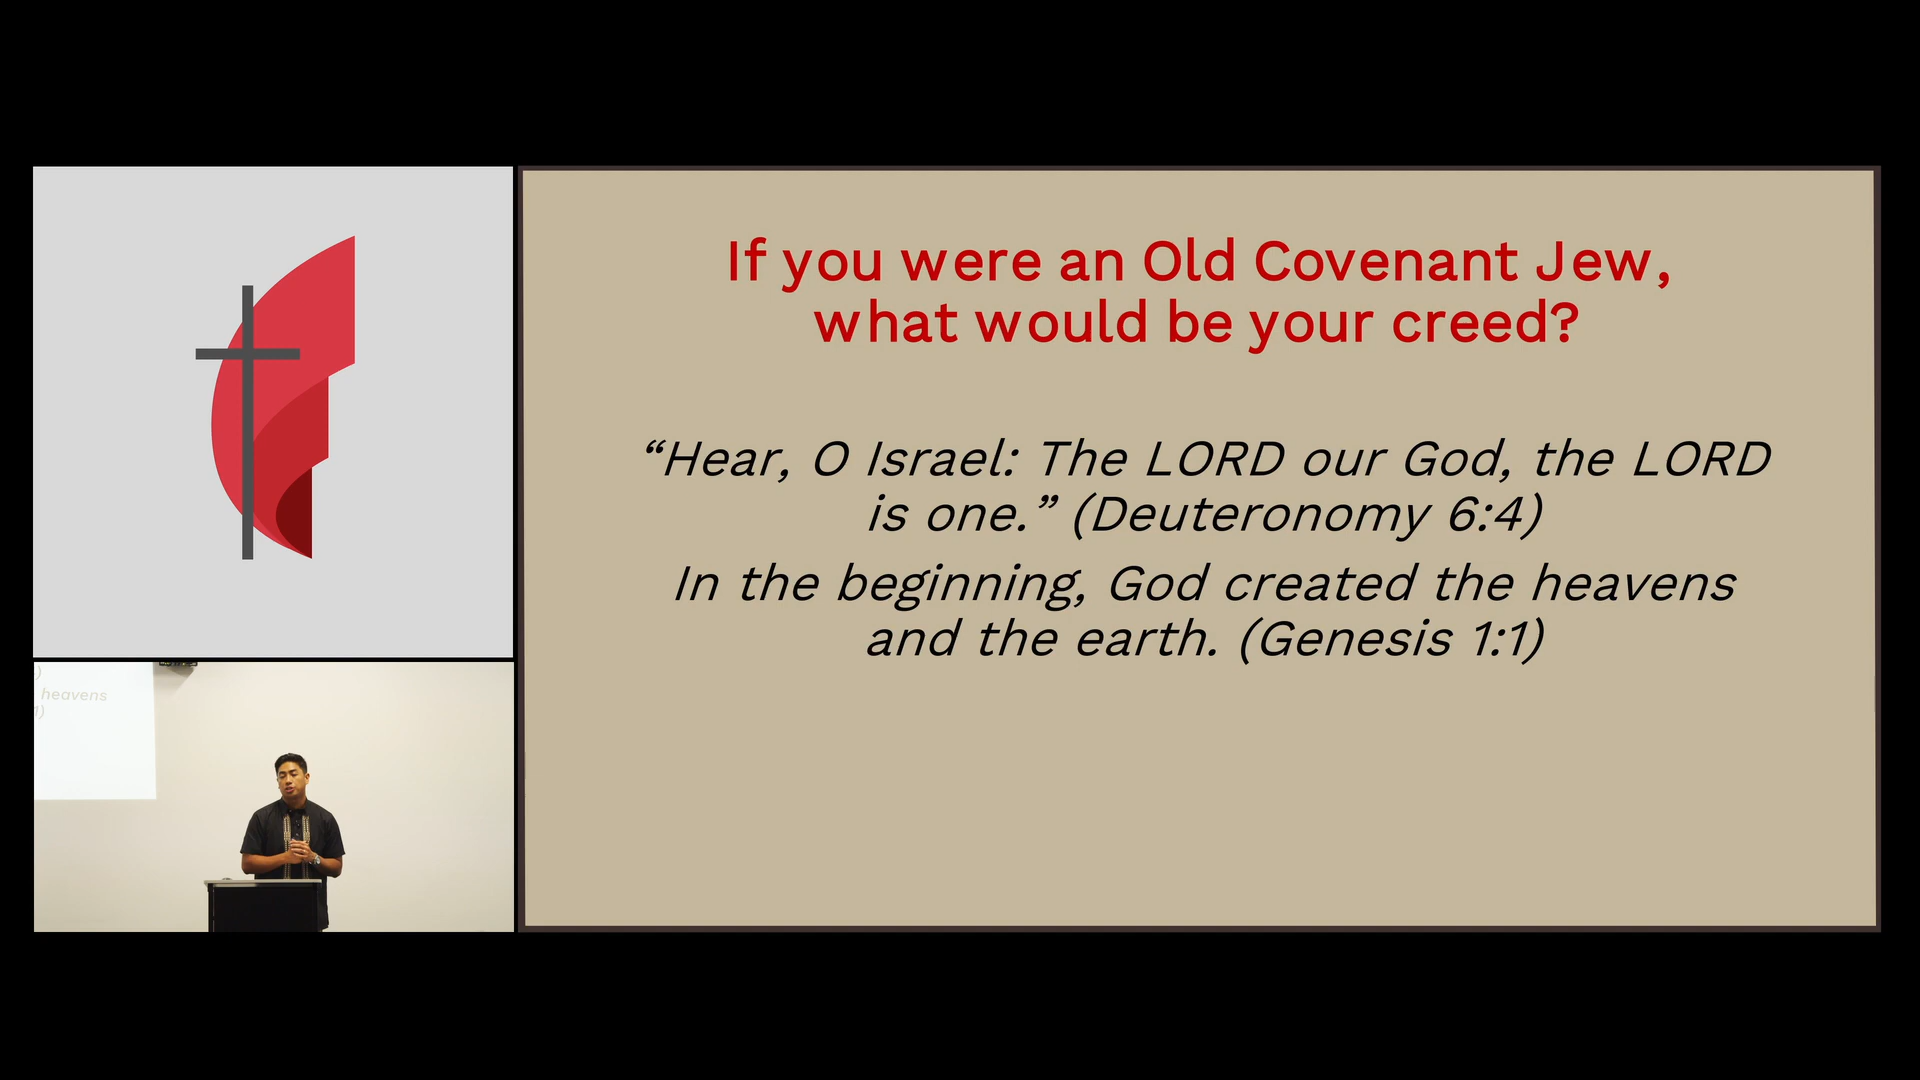 If you were an Old Covenant Jew,
what would be your creed?
“Hear, O Israel: The LORD our God, the LORD
is one.” (Deuteronomy 6:4)
In the beginning, God created the heavens
and the earth. (Genesis 1:1)
)
heavens
1)